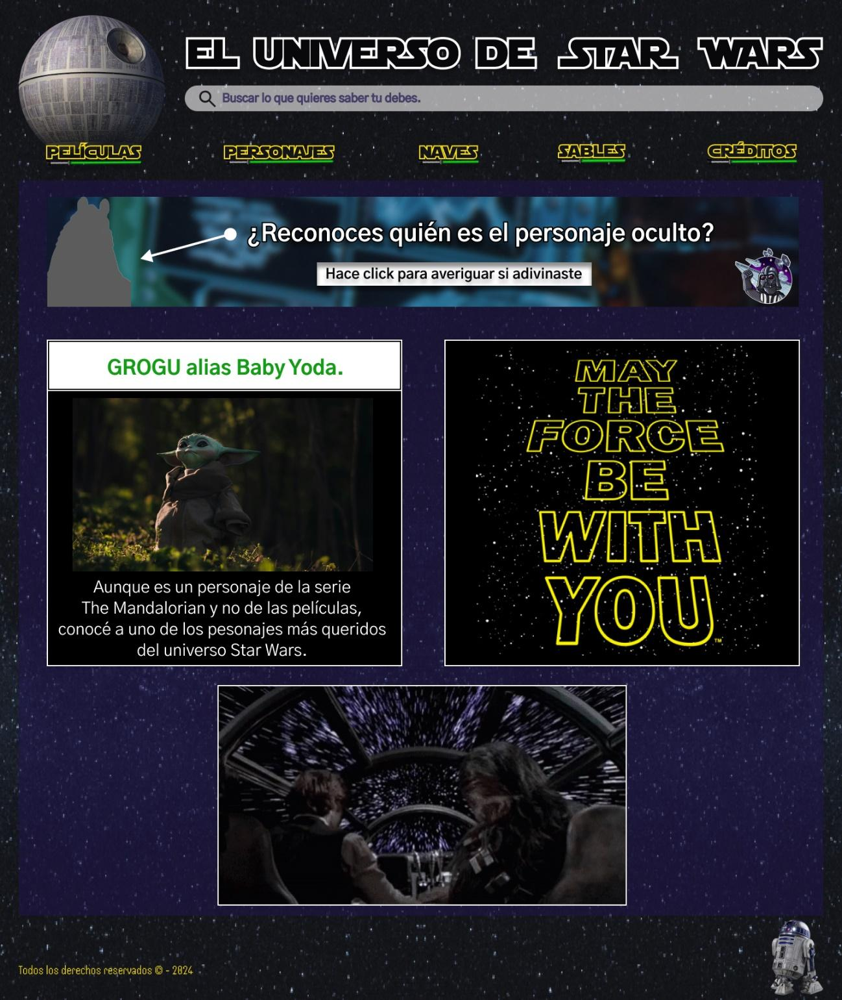 EL UNIVERSO DE STAR WARS
Buscar lo que quieres saber tu debes.
PELÍCULAS
PERSONAJES
NAVES
SABLES
CRÉDITOS
¿Reconoces quién es el personaje oculto?
Hace click para averiguar si adivinaste
GROGU alias Baby Yoda.
Aunque es un personaje de la serie
The Mandalorian y no de las películas,
conocé a uno de los pesonajes más queridos
del universo Star Wars.
MAY
THE
FORCE
BE
WITH
YOU™
Todos los derechos reservados © - 2024